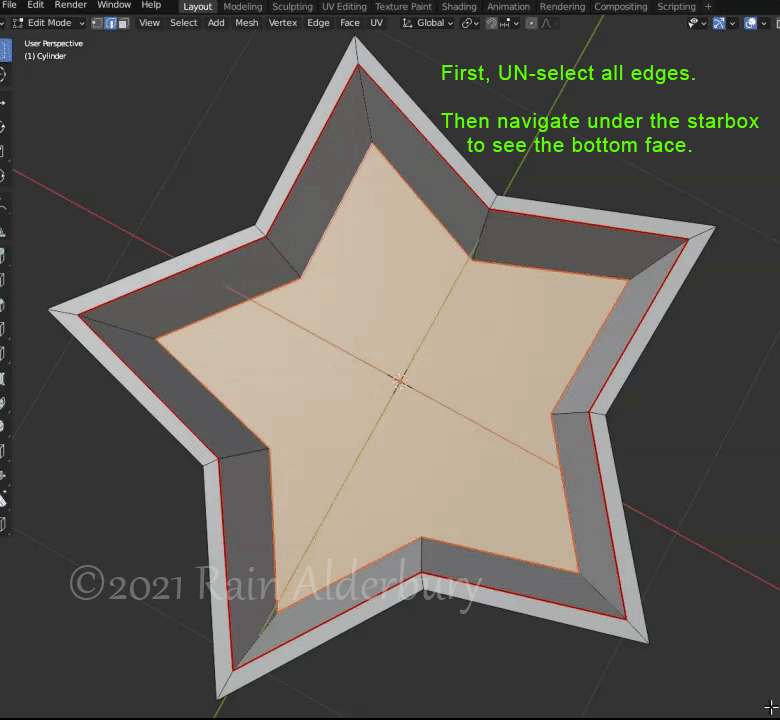 File Edit Render Window Help Layout Modeling Sculpting UV Editing Texture Paint Shading Animation Rendering Compositing Scripting +
Edit Mode View Select Add Mesh Vertex Edge Face UV Global
User Perspective
(1) Cylinder
First, UN-select all edges.
Then navigate under the starbox
to see the bottom face.
©2021 Rain Alderbury